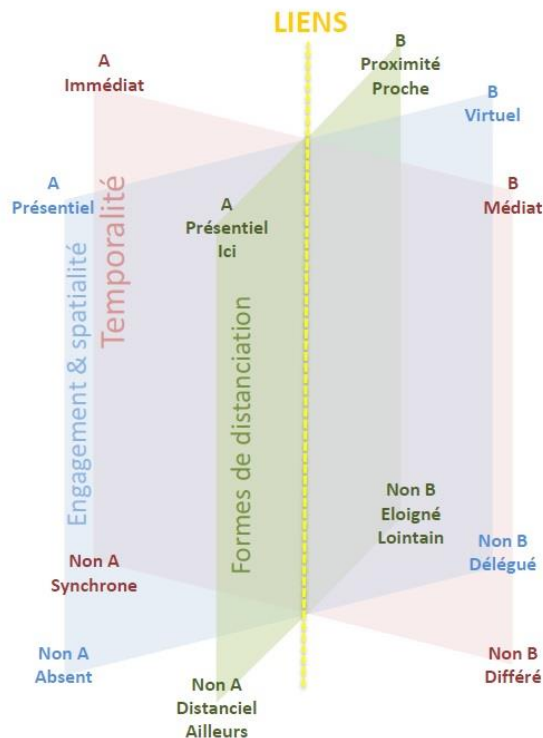 LIENS
A
Immédiat
B
Proximité
Proche
B
Virtuel
A
Présentiel
B
Médiat
A
Présentiel
Ici
Engagement & spatialité
Temporalité
Formes de distanciation
Non B
Eloigné
Lointain
Non B
Délégué
Non A
Synchrone
Non A
Absent
Non A
Distanciel
Ailleurs
Non B
Différé